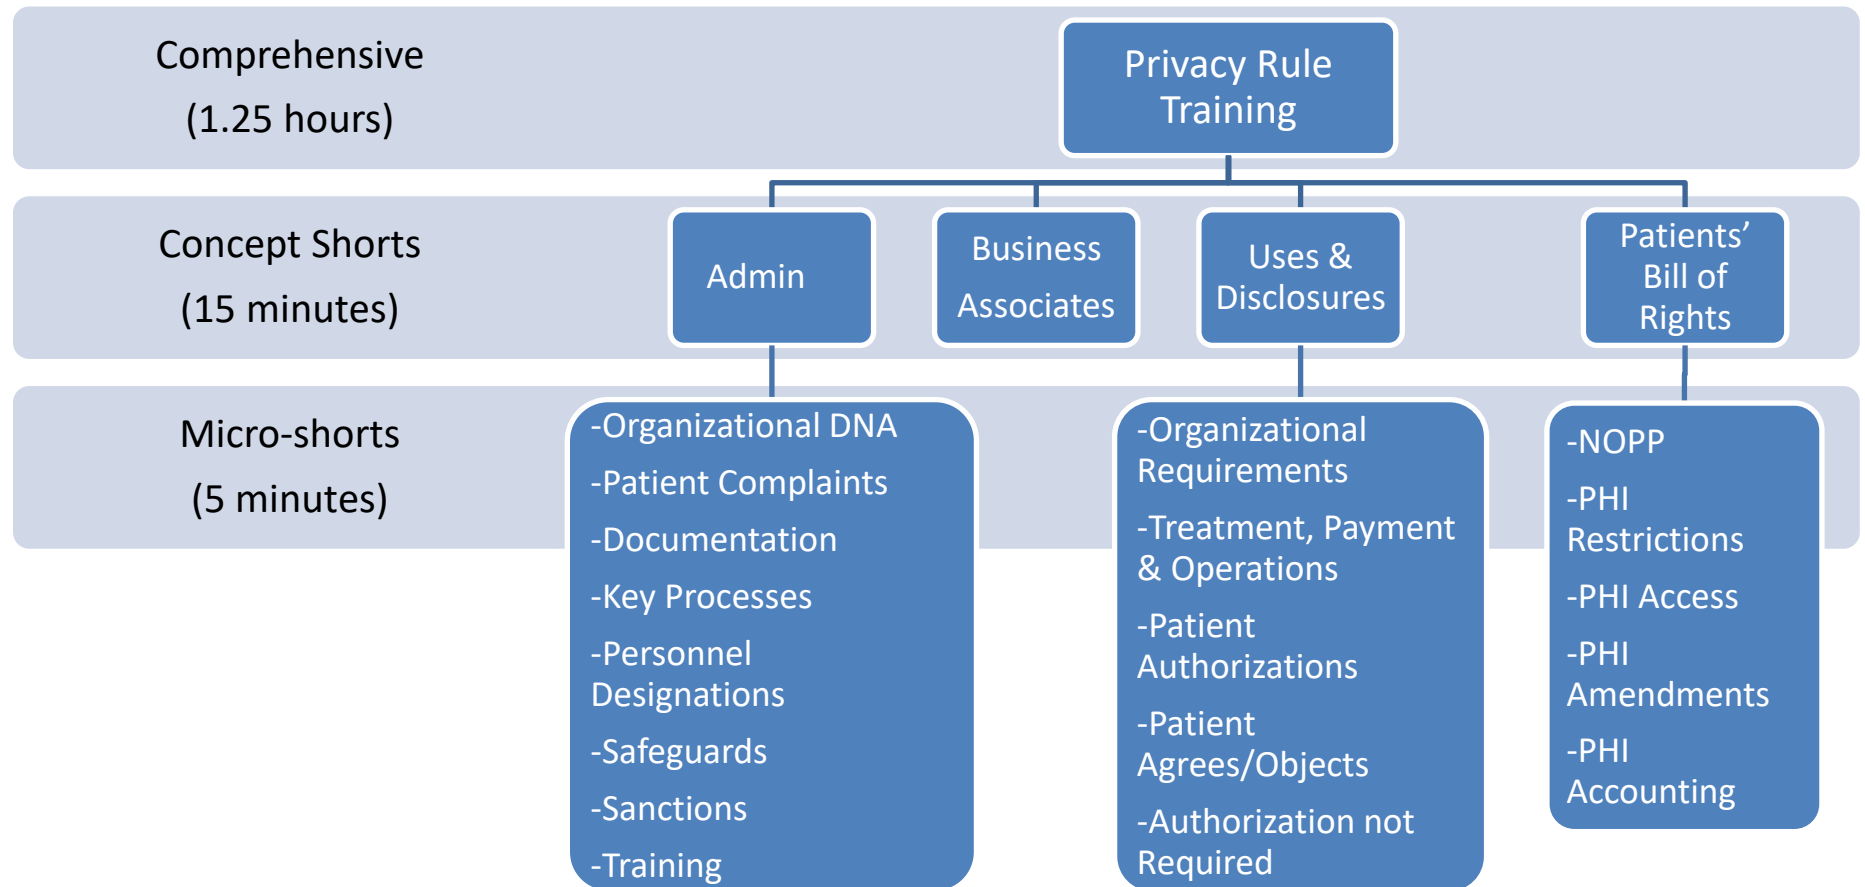 Comprehensive
(1.25 hours)
Privacy Rule
Training
Concept Shorts
(15 minutes)
Admin
Business
Associates
Uses &
Disclosures
Patients’
Bill of
Rights
Micro-shorts
(5 minutes)
-Organizational DNA
-Patient Complaints
-Documentation
-Key Processes
-Personnel
Designations
-Safeguards
-Sanctions
-Training
-Organizational
Requirements
-Treatment, Payment
& Operations
-Patient
Authorizations
-Patient
Agrees/Objects
-Authorization not
Required
-NOPP
-PHI
Restrictions
-PHI Access
-PHI
Amendments
-PHI
Accounting